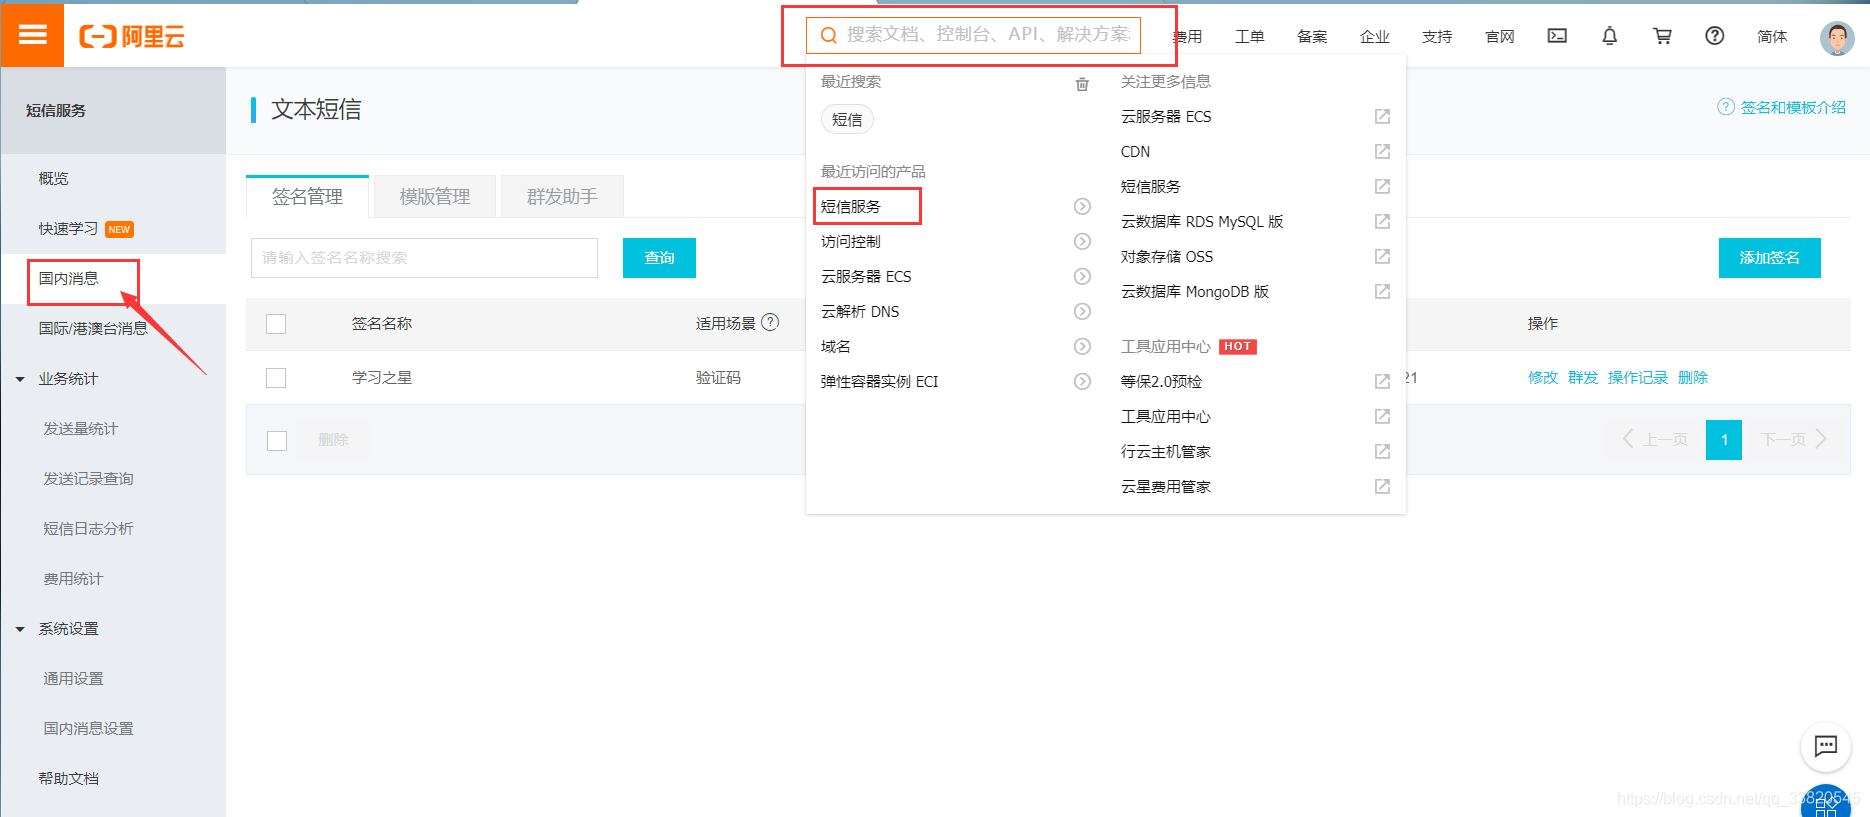 阿里云
搜索文档、控制台、API、解决方案
费用
工单
备案
企业
支持
官网
简体
短信服务
概览
快速学习 NEW
国内消息
国际/港澳台消息
业务统计
发送量统计
发送记录查询
短信日志分析
费用统计
系统设置
通用设置
国内消息设置
帮助文档
文本短信
签名和模板介绍
签名管理
模版管理
群发助手
请输入签名名称搜索
查询
添加签名
签名名称
适用场景
操作
学习之星
验证码
21
修改 群发 操作记录 删除
删除
上一页
1
下一页
最近搜索
短信
最近访问的产品
短信服务
访问控制
云服务器 ECS
云解析 DNS
域名
弹性容器实例 ECI
关注更多信息
云服务器 ECS
CDN
短信服务
云数据库 RDS MySQL 版
对象存储 OSS
云数据库 MongoDB 版
工具应用中心 HOT
等保2.0预检
工具应用中心
行云主机管家
云星费用管家
https://blog.csdn.net/qq_33820545